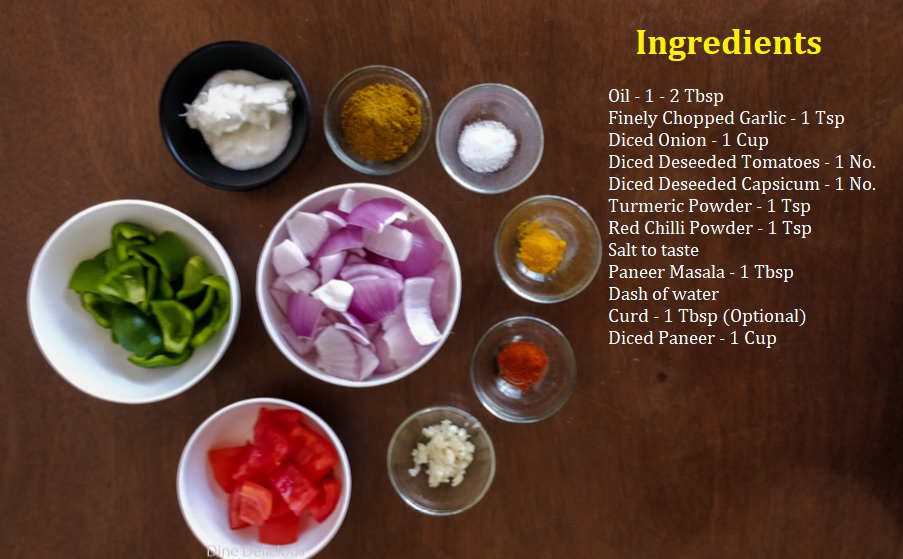 Ingredients
Oil - 1 - 2 Tbsp
Finely Chopped Garlic - 1 Tsp
Diced Onion - 1 Cup
Diced Deseeded Tomatoes - 1 No.
Diced Deseeded Capsicum - 1 No.
Turmeric Powder - 1 Tsp
Red Chilli Powder - 1 Tsp
Salt to taste
Paneer Masala - 1 Tbsp
Dash of water
Curd - 1 Tbsp (Optional)
Diced Paneer - 1 Cup
Dine Delicious